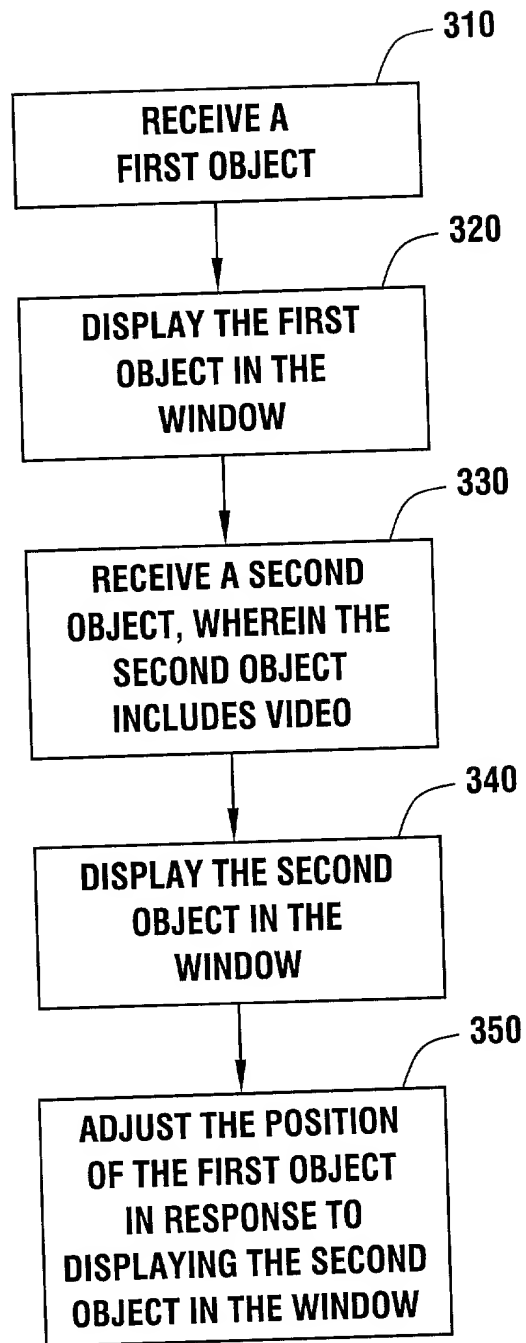 310
RECEIVE A
FIRST OBJECT
320
DISPLAY THE FIRST
OBJECT IN THE
WINDOW
330
RECEIVE A SECOND
OBJECT, WHEREIN THE
SECOND OBJECT
INCLUDES VIDEO
340
DISPLAY THE SECOND
OBJECT IN THE
WINDOW
350
ADJUST THE POSITION
OF THE FIRST OBJECT
IN RESPONSE TO
DISPLAYING THE SECOND
OBJECT IN THE WINDOW